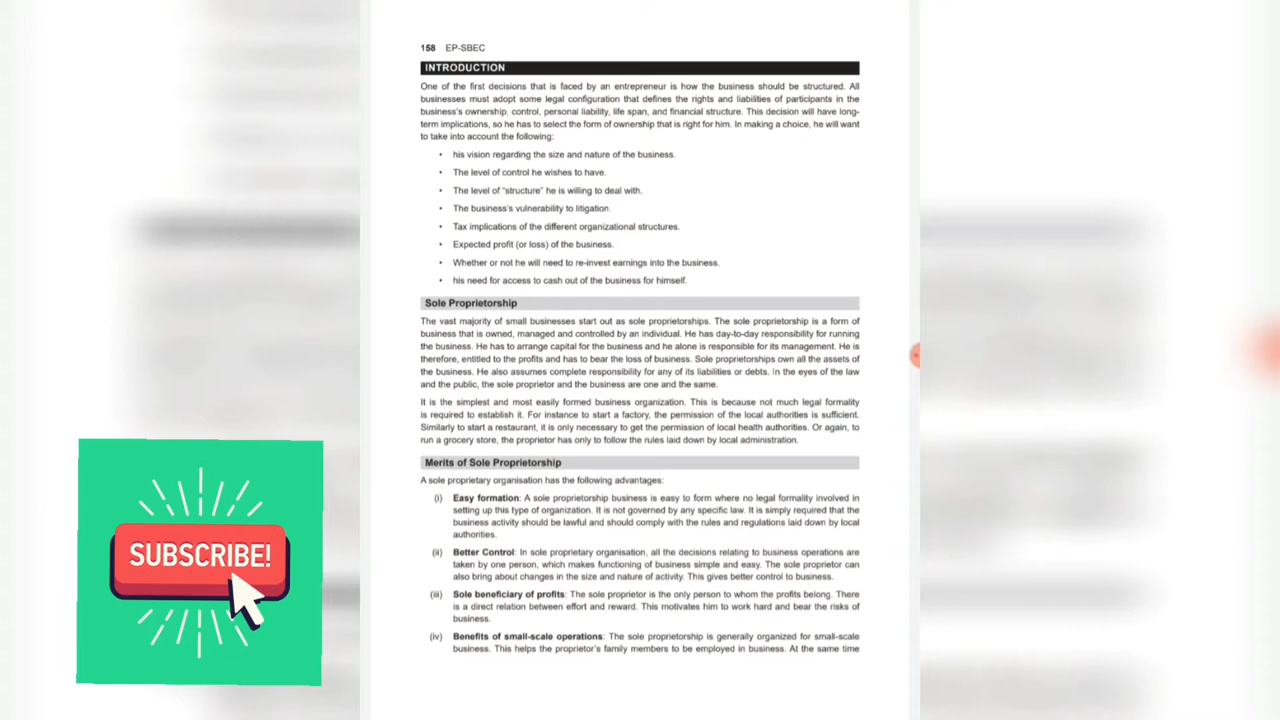 158 EP-SBEC
INTRODUCTION
One of the first decisions that is faced by an entrepreneur is how the business should be structured. All
businesses must adopt some legal configuration that defines the rights and liabilities of participants in the
business's ownership, control, personal liability, life span, and financial structure. This decision will have long-
term implications, so he has to select the form of ownership that is right for him. In making a choice, he will want
to take into account the following:
• his vision regarding the size and nature of the business.
• The level of control he wishes to have.
• The level of "structure" he is willing to deal with.
• The business's vulnerability to litigation.
• Tax implications of the different organizational structures.
• Expected profit (or loss) of the business.
• Whether or not he will need to re-invest earnings into the business.
• his need for access to cash out of the business for himself.
Sole Proprietorship
The vast majority of small businesses start out as sole proprietorships. The sole proprietorship is a form of
business that is owned, managed and controlled by an individual. He has day-to-day responsibility for running
the business. He has to arrange capital for the business and he alone is responsible for its management. He is
therefore, entitled to the profits and has to bear the loss of business. Sole proprietorships own all the assets of
the business. He also assumes complete responsibility for any of its liabilities or debts. In the eyes of the law
and the public, the sole proprietor and the business are one and the same.
It is the simplest and most easily formed business organization. This is because not much legal formality
is required to establish it. For instance to start a factory, the permission of the local authorities is sufficient.
Similarly to start a restaurant, it is only necessary to get the permission of local health authorities. Or again, to
run a grocery store, the proprietor has only to follow the rules laid down by local administration.
Merits of Sole Proprietorship
A sole proprietary organisation has the following advantages:
(i) Easy formation: A sole proprietorship business is easy to form where no legal formality involved in
setting up this type of organization. It is not governed by any specific law. It is simply required that the
business activity should be lawful and should comply with the rules and regulations laid down by local
authorities.
(ii) Better Control: In sole proprietary organisation, all the decisions relating to business operations are
taken by one person, which makes functioning of business simple and easy. The sole proprietor can
also bring about changes in the size and nature of activity. This gives better control to business.
(iii) Sole beneficiary of profits: The sole proprietor is the only person to whom the profits belong. There
is a direct relation between effort and reward. This motivates him to work hard and bear the risks of
business.
(iv) Benefits of small-scale operations: The sole proprietorship is generally organized for small-scale
business. This helps the proprietor's family members to be employed in business. At the same time
SUBSCRIBE!